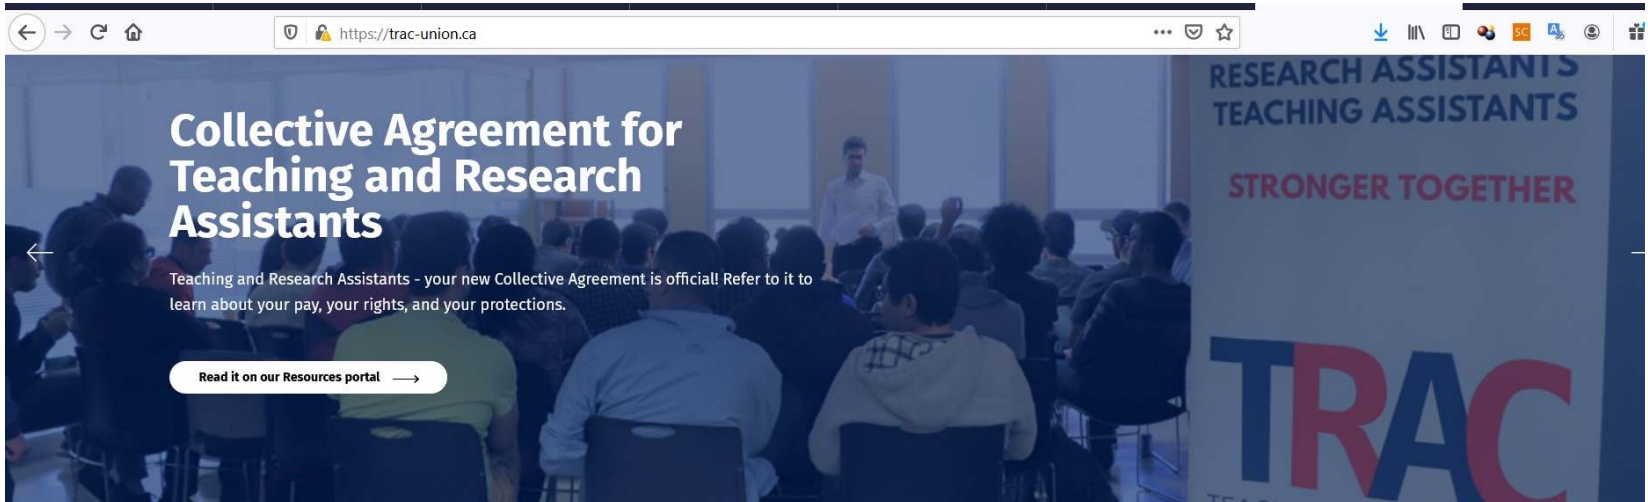 https://trac-union.ca
SC
RESEARCH ASSISTANTS
TEACHING ASSISTANTS
STRONGER TOGETHER
Collective Agreement for
Teaching and Research
Assistants
Teaching and Research Assistants - your new Collective Agreement is official! Refer to it to
learn about your pay, your rights, and your protections.
Read it on our Resources portal
TRAC